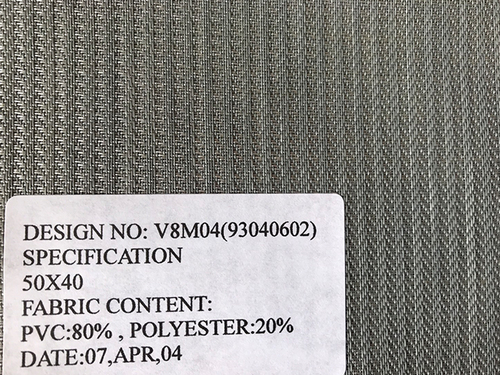 DESIGN NO: V8M04(93040602)
SPECIFICATION
50X40
FABRIC CONTENT:
PVC:80% , POLYESTER:20%
DATE:07,APR,04